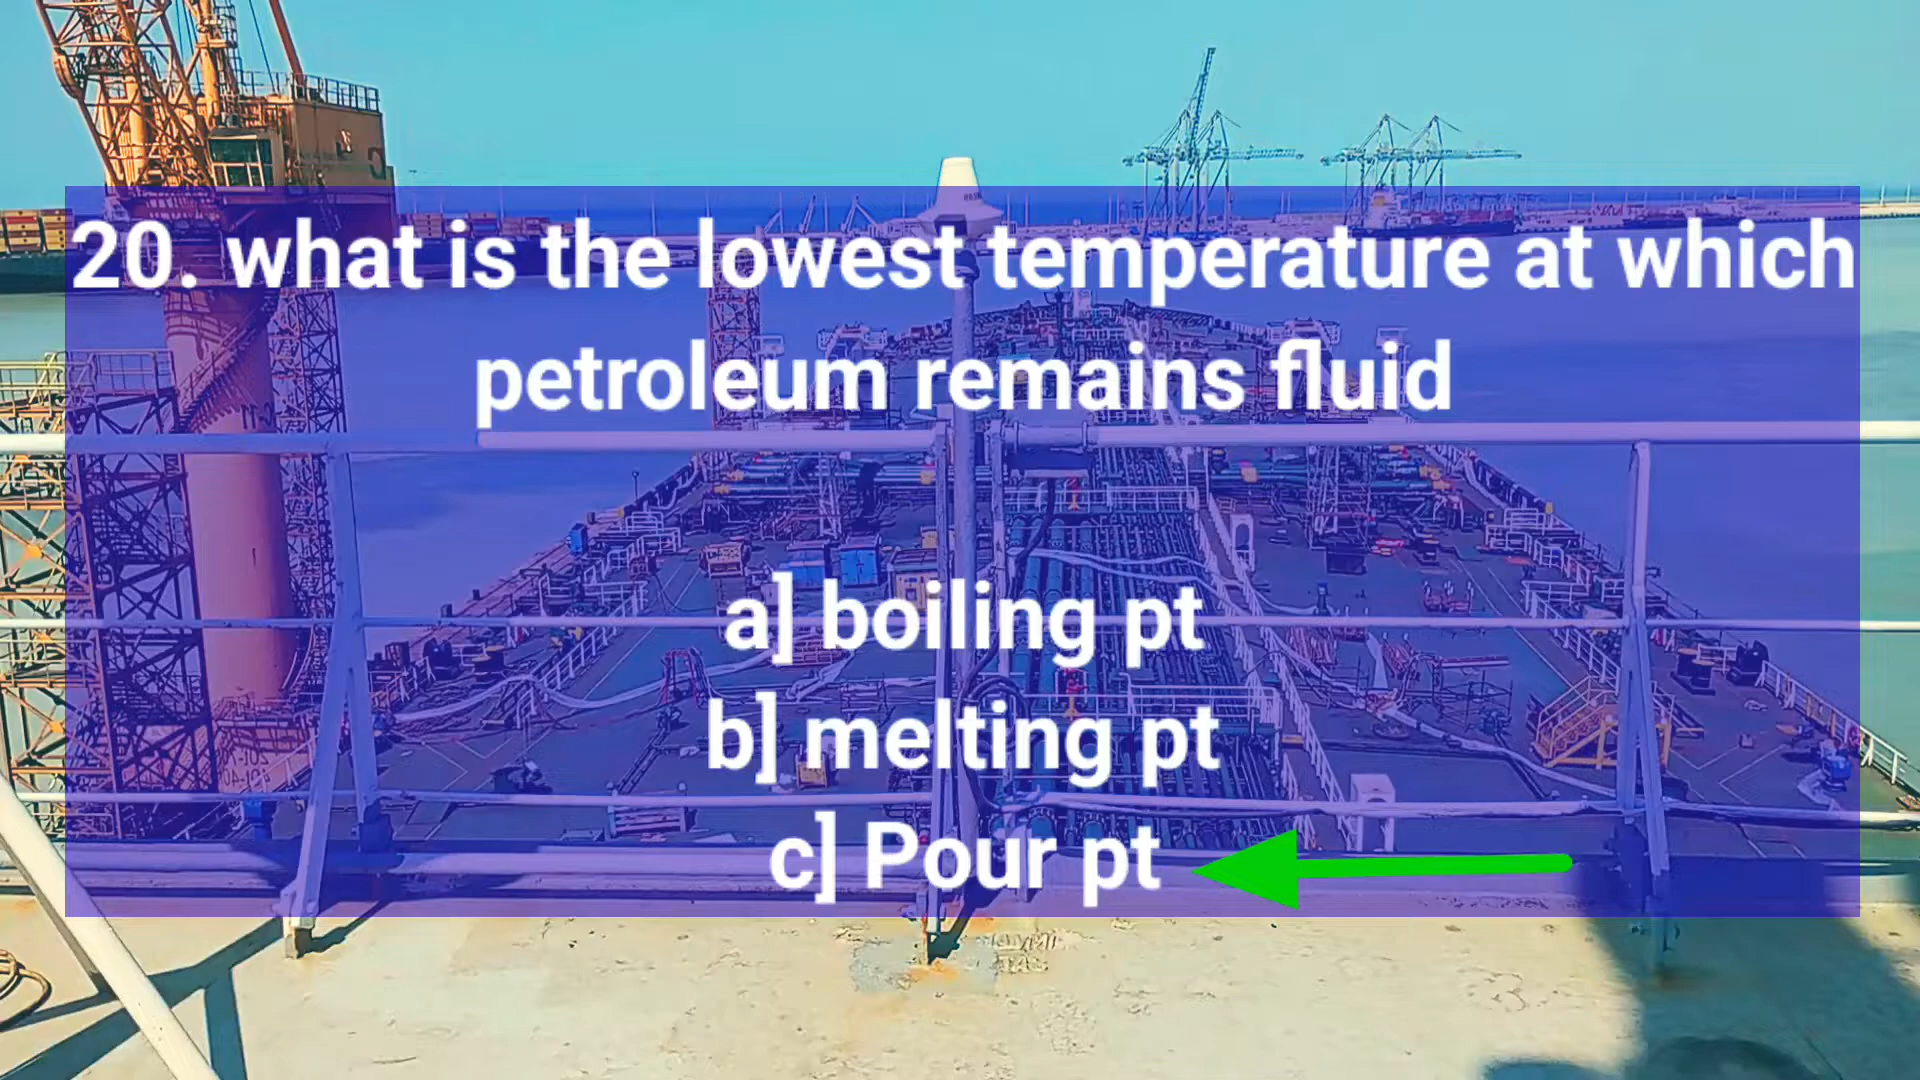 20. what is the lowest temperature at which
petroleum remains fluid
a] boiling pt
b] melting pt
c] Pour pt